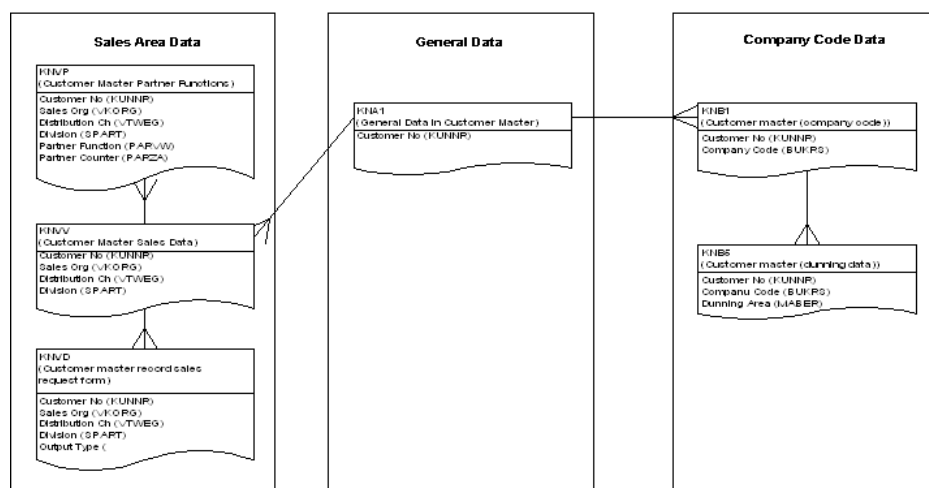 Sales Area Data
KNVP
(Customer Master Partner Functions)
Customer No (KUNNR)
Sales Org (VKORG)
Distribution Ch (VTWEG)
Division (SPART)
Partner Function (PARVW)
Partner Counter (PARZA)
KNVV
(Customer Master Sales Data)
Customer No (KUNNR)
Sales Org (VKORG)
Distribution Ch (VTWEG)
Division (SPART)
KNVD
(Customer master record sales
request form)
Customer No (KUNNR)
Sales Org (VKORG)
Distribution Ch (VTWEG)
Division (SPART)
Output Type (
General Data
KNA1
(General Data in Customer Master)
Customer No (KUNNR)
Company Code Data
KNB1
(Customer master (company code))
Customer No (KUNNR)
Company Code (BUKRS)
KNB5
(Customer master (dunning data))
Customer No (KUNNR)
Companu Code (BUKRS)
Dunning Area (MABER)